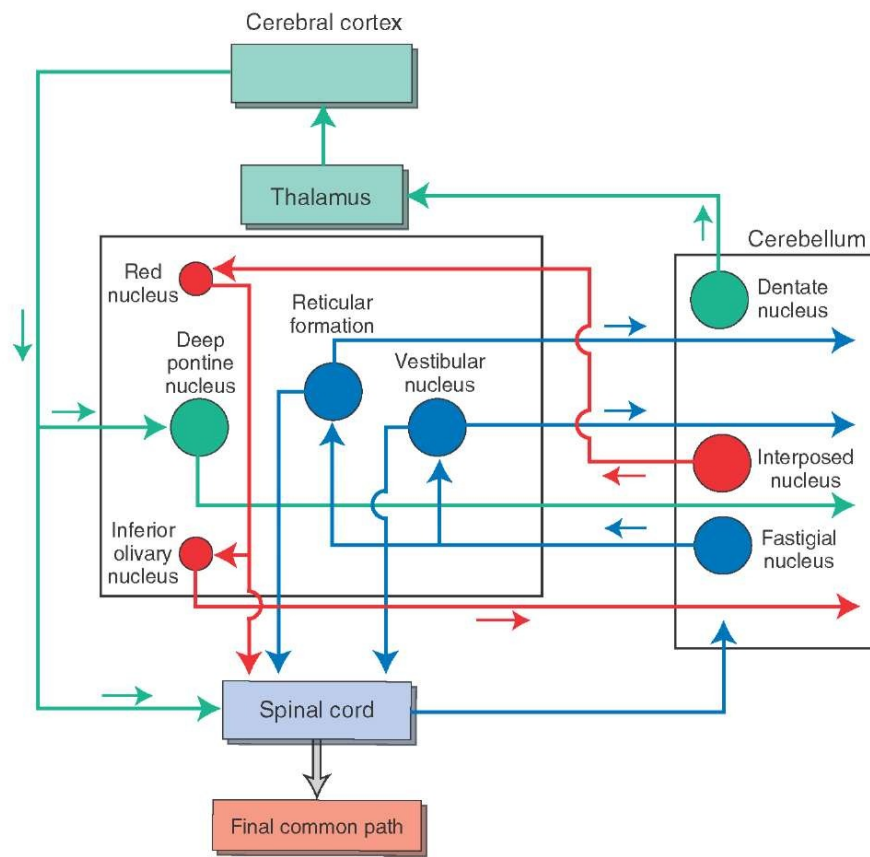 Cerebral cortex
Thalamus
Cerebellum
Red
nucleus
Reticular
formation
Dentate
nucleus
Deep
pontine
nucleus
Vestibular
nucleus
Interposed
nucleus
Inferior
olivary
nucleus
Fastigial
nucleus
Spinal cord
Final common path